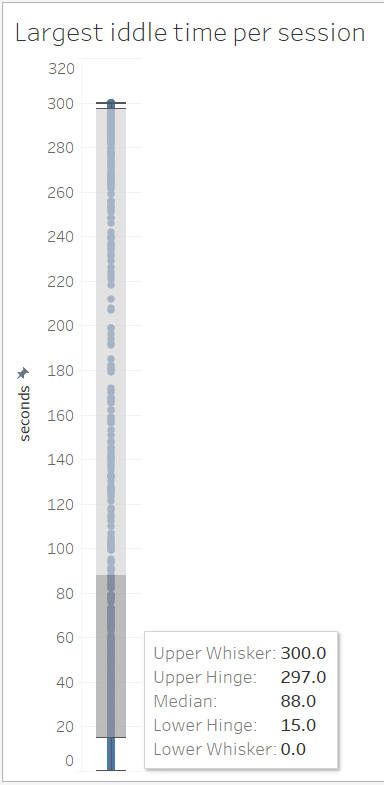 Largest iddle time per session
320
300
280
260
240
220
200
180
160
140
120
100
80
60
40
20
0
seconds
Upper Whisker: 300.0
Upper Hinge: 297.0
Median: 88.0
Lower Hinge: 15.0
Lower Whisker: 0.0